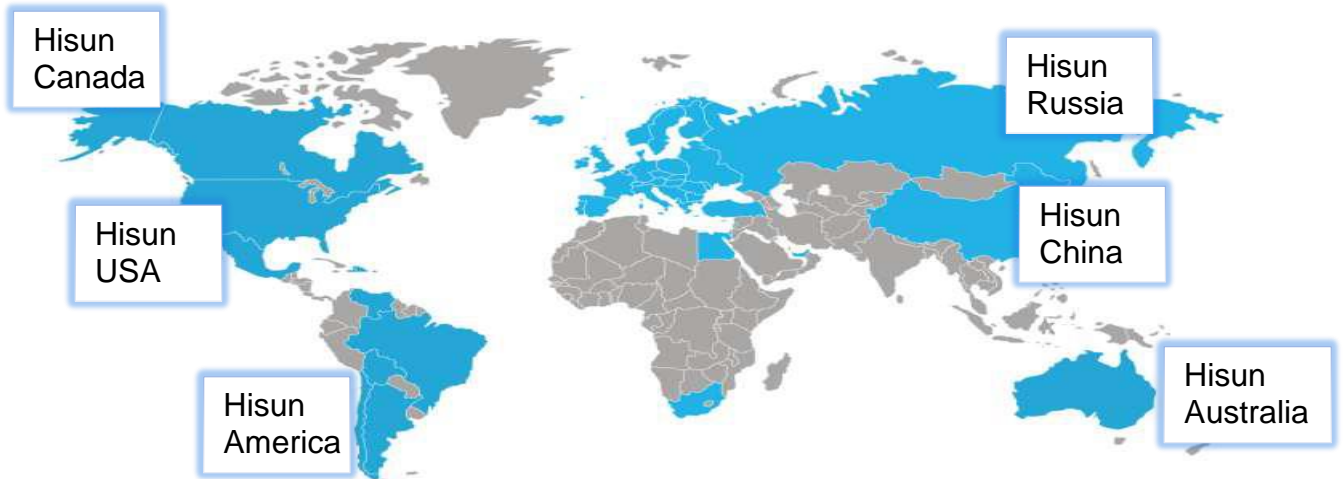 Hisun
Canada
Hisun
Russia
Hisun
USA
Hisun
China
Hisun
America
Hisun
Australia